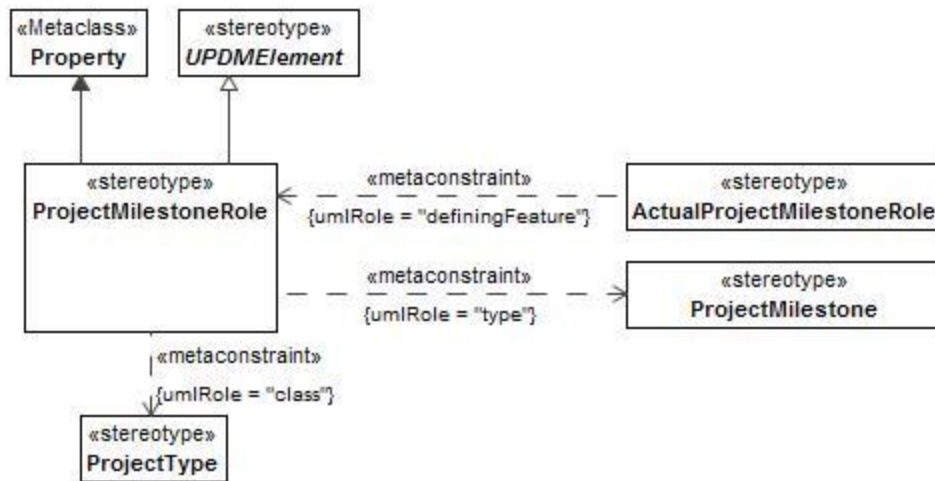 «Metaclass»
Property
«stereotype»
UPDMElement
«stereotype»
ProjectMilestoneRole
«metaconstraint»
{umlRole = "definingFeature"}
«stereotype»
ActualProjectMilestoneRole
«metaconstraint»
{umlRole = "type"}
«stereotype»
ProjectMilestone
«metaconstraint»
{umlRole = "class"}
«stereotype»
ProjectType